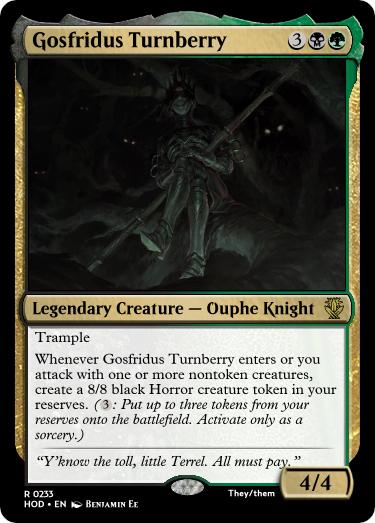 Gosfridus Turnberry 3
Legendary Creature — Ouphe Knight
Trample
Whenever Gosfridus Turnberry enters or you
attack with one or more nontoken creatures,
create a 8/8 black Horror creature token in your
reserves. (3: Put up to three tokens from your
reserves onto the battlefield. Activate only as a
sorcery.)
“Y’know the toll, little Terrel. All must pay.”
4/4
R 0233
HOD • EN Benjamin Ee
They/them